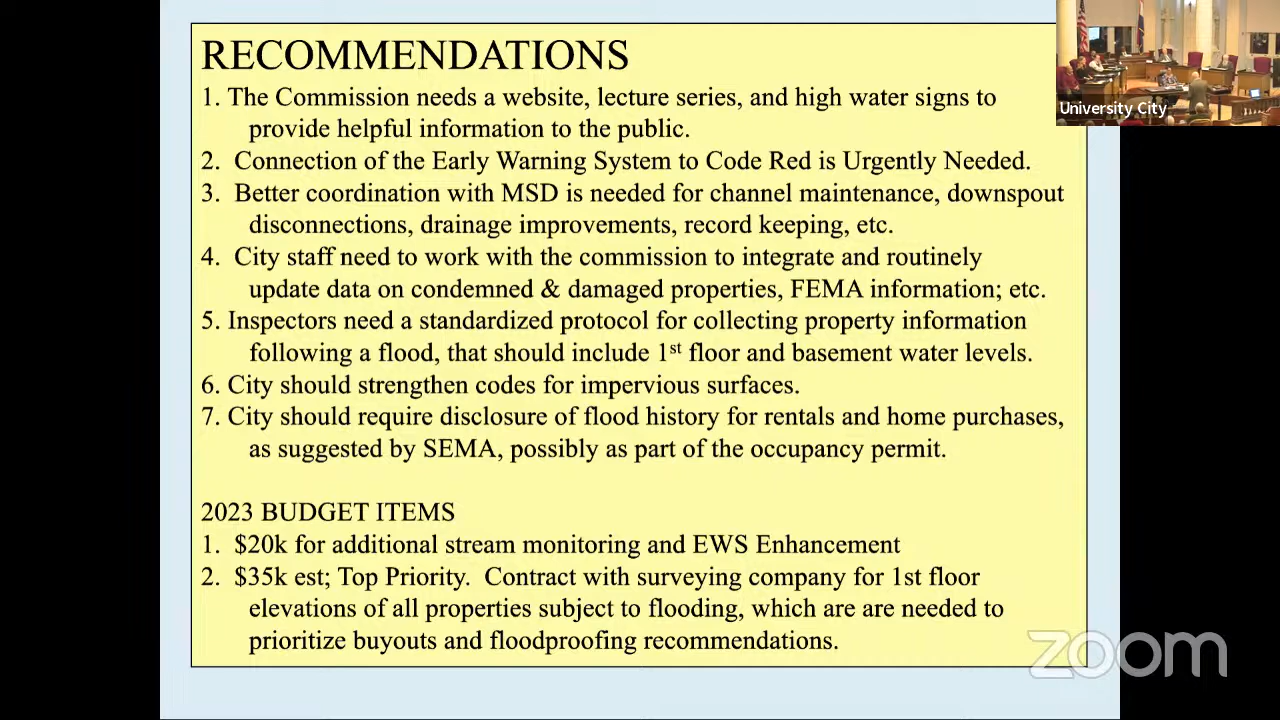 RECOMMENDATIONS
1. The Commission needs a website, lecture series, and high water signs to
provide helpful information to the public.
2. Connection of the Early Warning System to Code Red is Urgently Needed.
3. Better coordination with MSD is needed for channel maintenance, downspout
disconnections, drainage improvements, record keeping, etc.
4. City staff need to work with the commission to integrate and routinely
update data on condemned & damaged properties, FEMA information; etc.
5. Inspectors need a standardized protocol for collecting property information
following a flood, that should include 1st floor and basement water levels.
6. City should strengthen codes for impervious surfaces.
7. City should require disclosure of flood history for rentals and home purchases,
as suggested by SEMA, possibly as part of the occupancy permit.
2023 BUDGET ITEMS
1. $20k for additional stream monitoring and EWS Enhancement
2. $35k est; Top Priority. Contract with surveying company for 1st floor
elevations of all properties subject to flooding, which are are needed to
prioritize buyouts and floodproofing recommendations.
University City
zoom